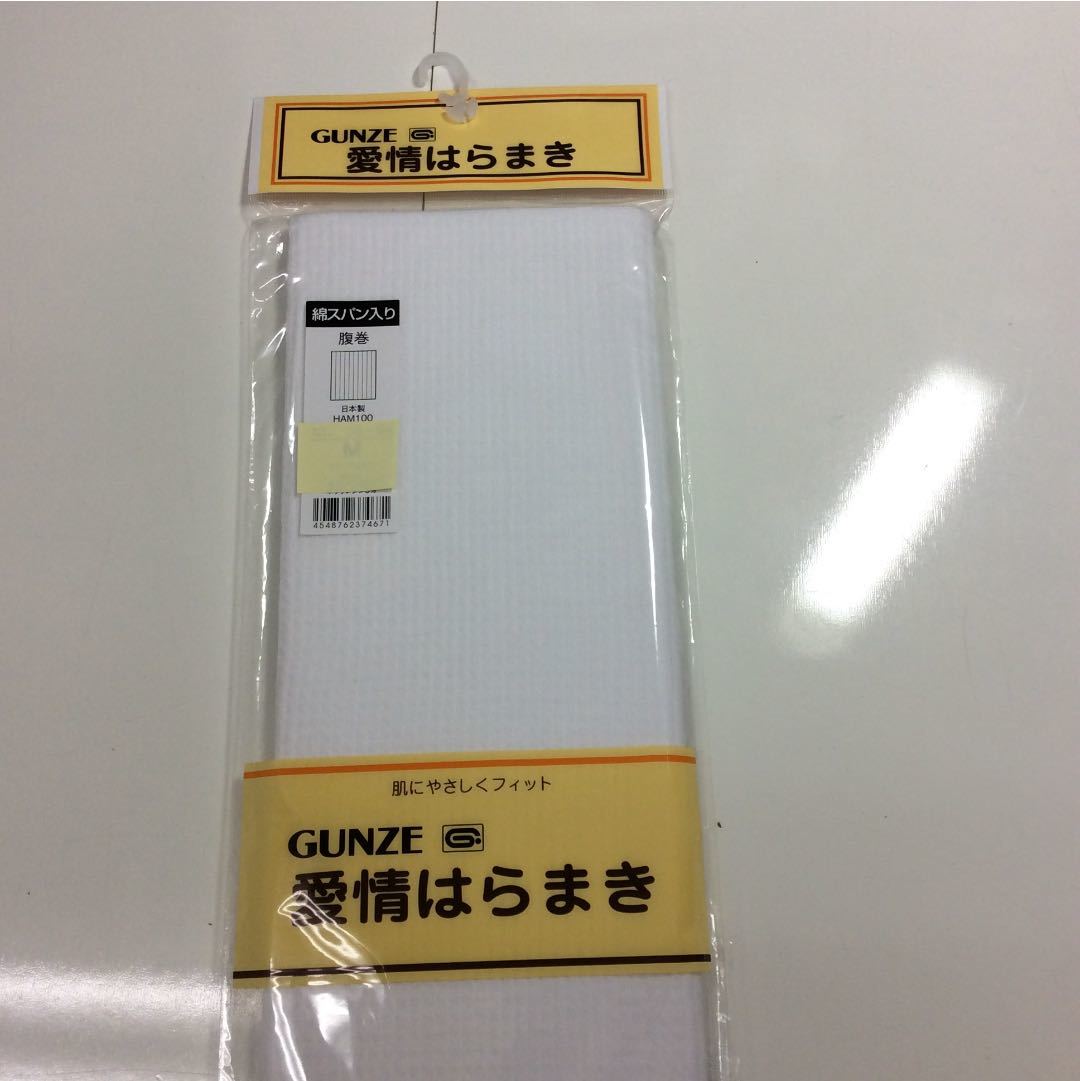 GUNZE G
愛情はらまき
綿スパン入り
腹巻
日本製
HAM100
M
4548762374671
肌にやさしくフィット
GUNZE G
愛情はらまき